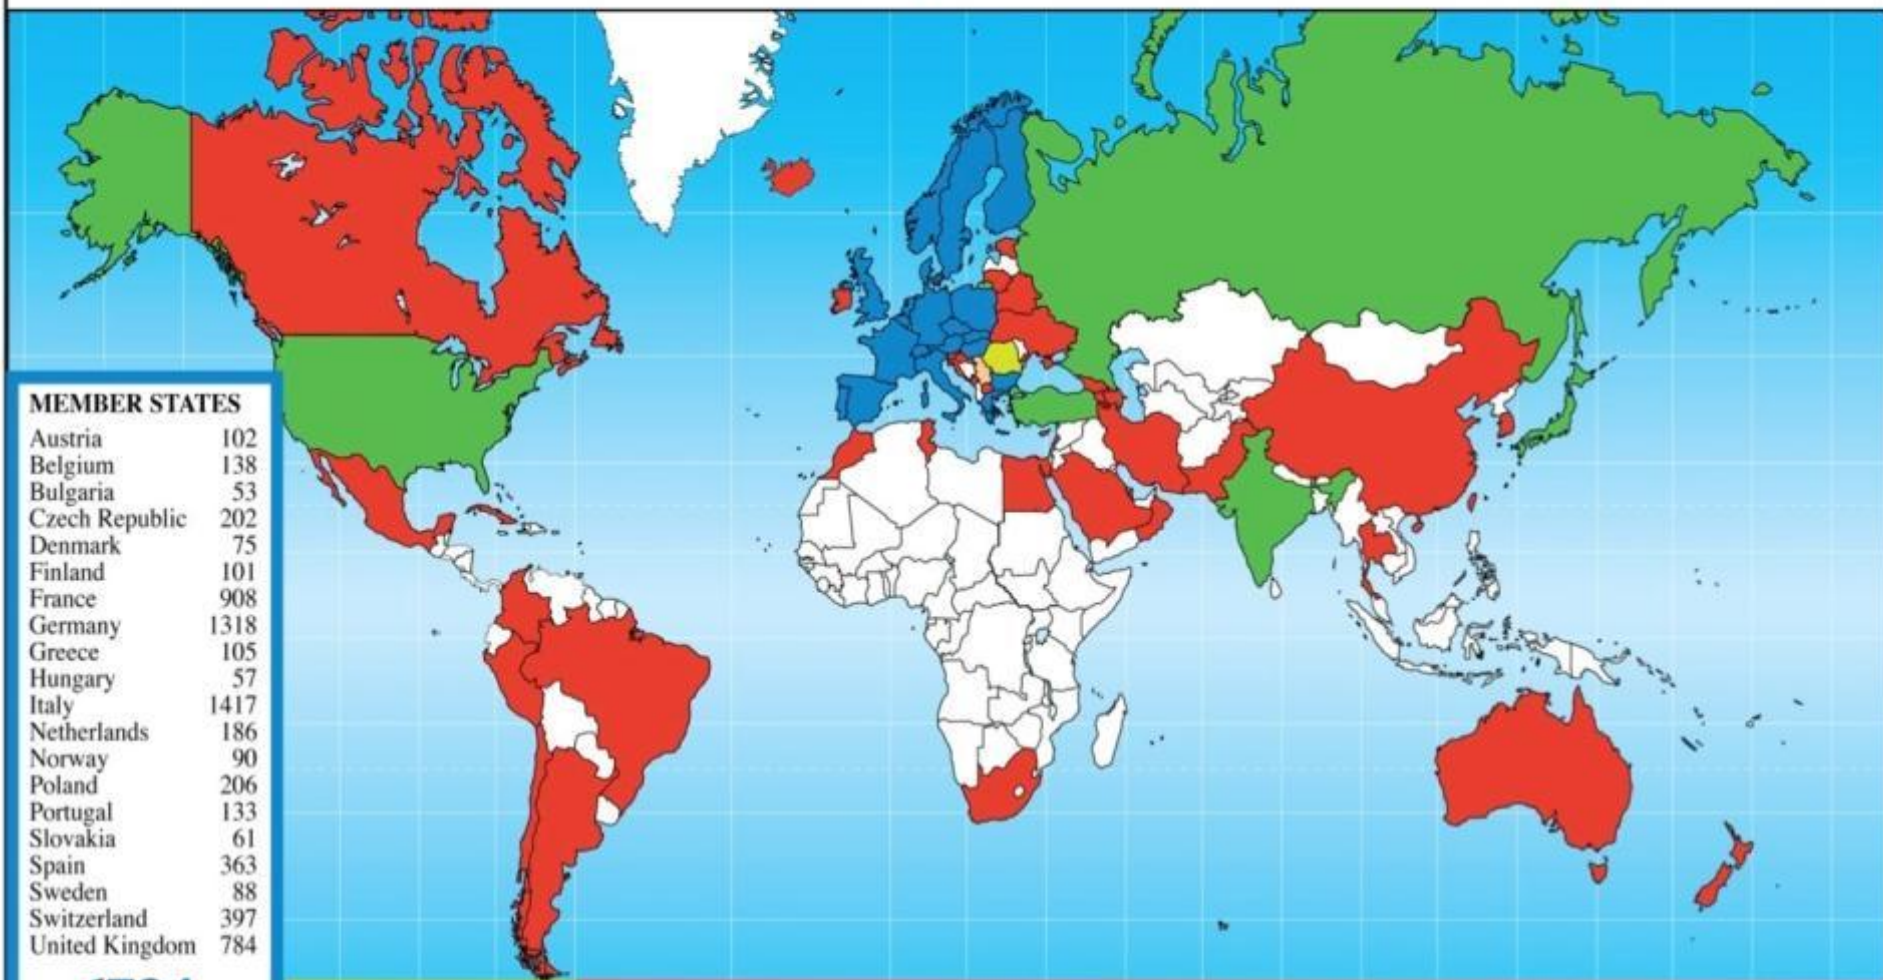 MEMBER STATES
Austria 102
Belgium 138
Bulgaria 53
Czech Republic 202
Denmark 75
Finland 101
France 908
Germany 1318
Greece 105
Hungary 57
Italy 1417
Netherlands 186
Norway 90
Poland 206
Portugal 133
Slovakia 61
Spain 363
Sweden 88
Switzerland 397
United Kingdom 784